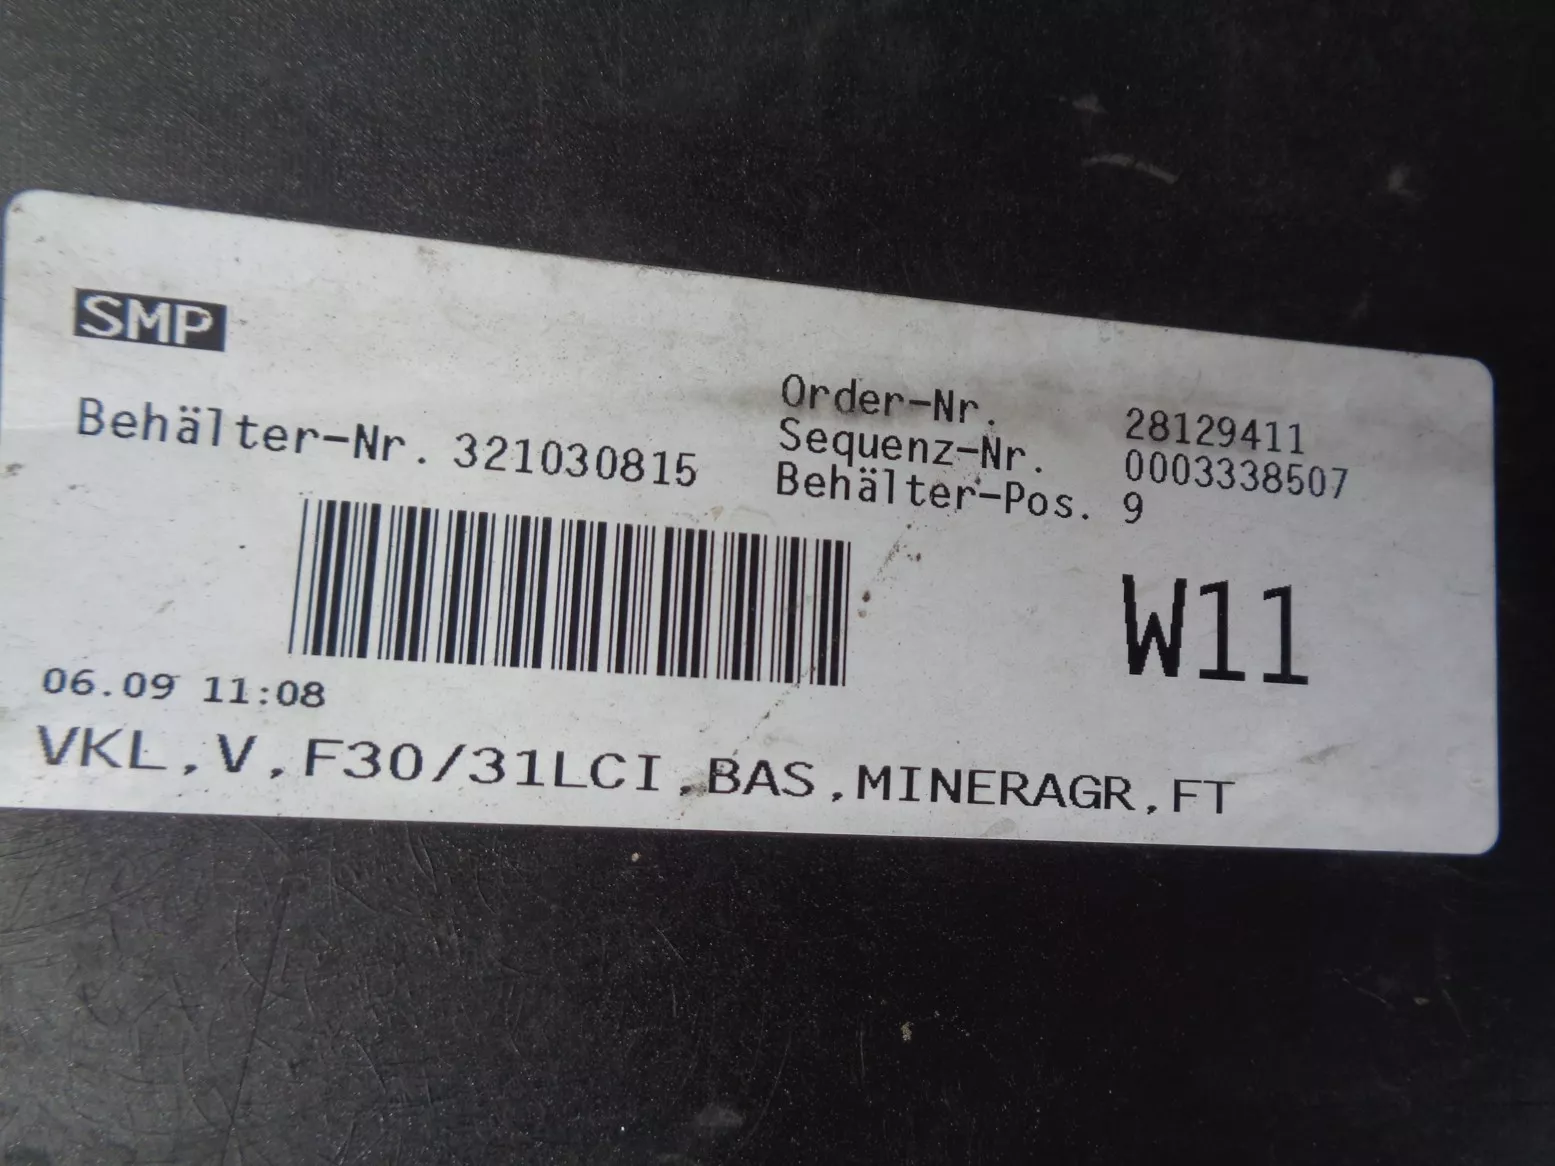 SMP
Behälter-Nr. 321030815
Order-Nr. 28129411
Sequenz-Nr. 0003338507
Behälter-Pos. 9
W11
06.09 11:08
VKL,V,F30/31LCI,BAS,MINERAGR,FT